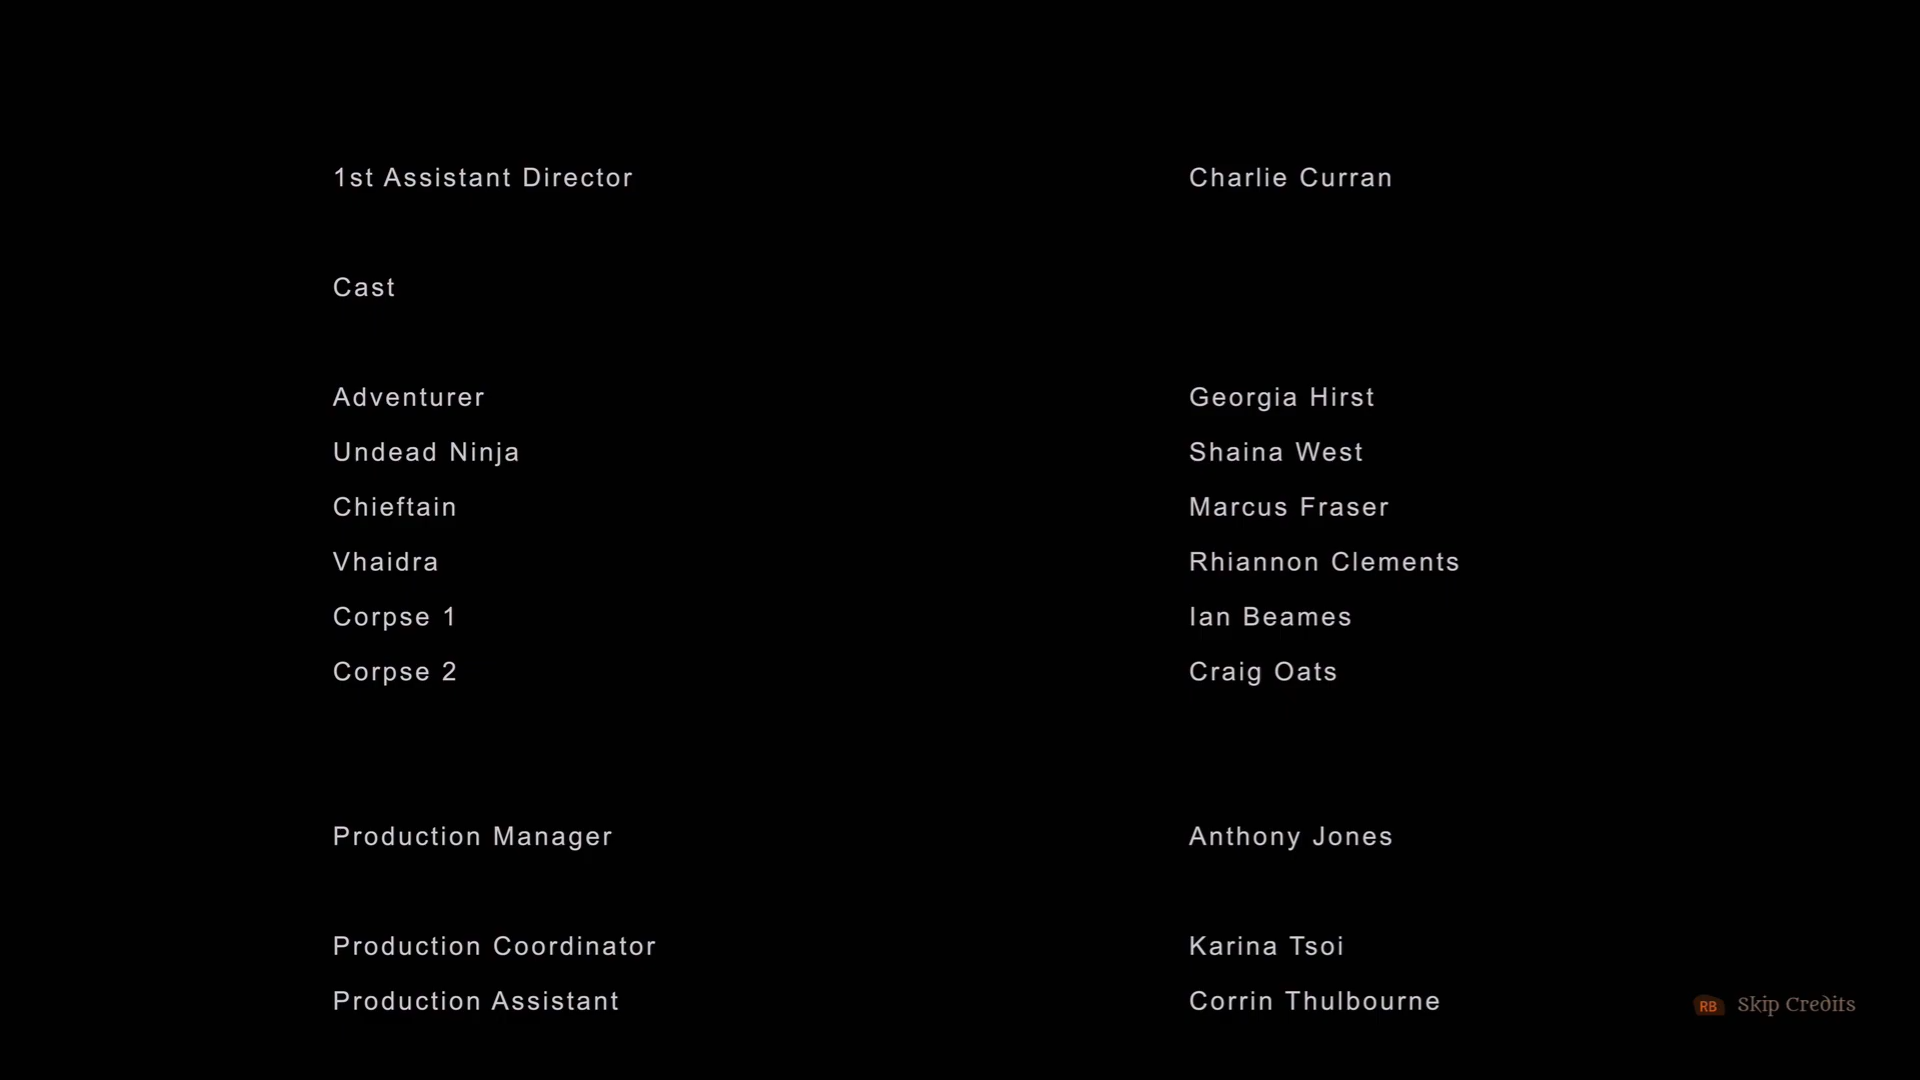 1st Assistant Director Charlie Curran
Cast
Adventurer Georgia Hirst
Undead Ninja Shaina West
Chieftain Marcus Fraser
Vhaidra Rhiannon Clements
Corpse 1 Ian Beames
Corpse 2 Craig Oats
Production Manager Anthony Jones
Production Coordinator Karina Tsoi
Production Assistant Corrin Thulbourne
RB Skip Credits